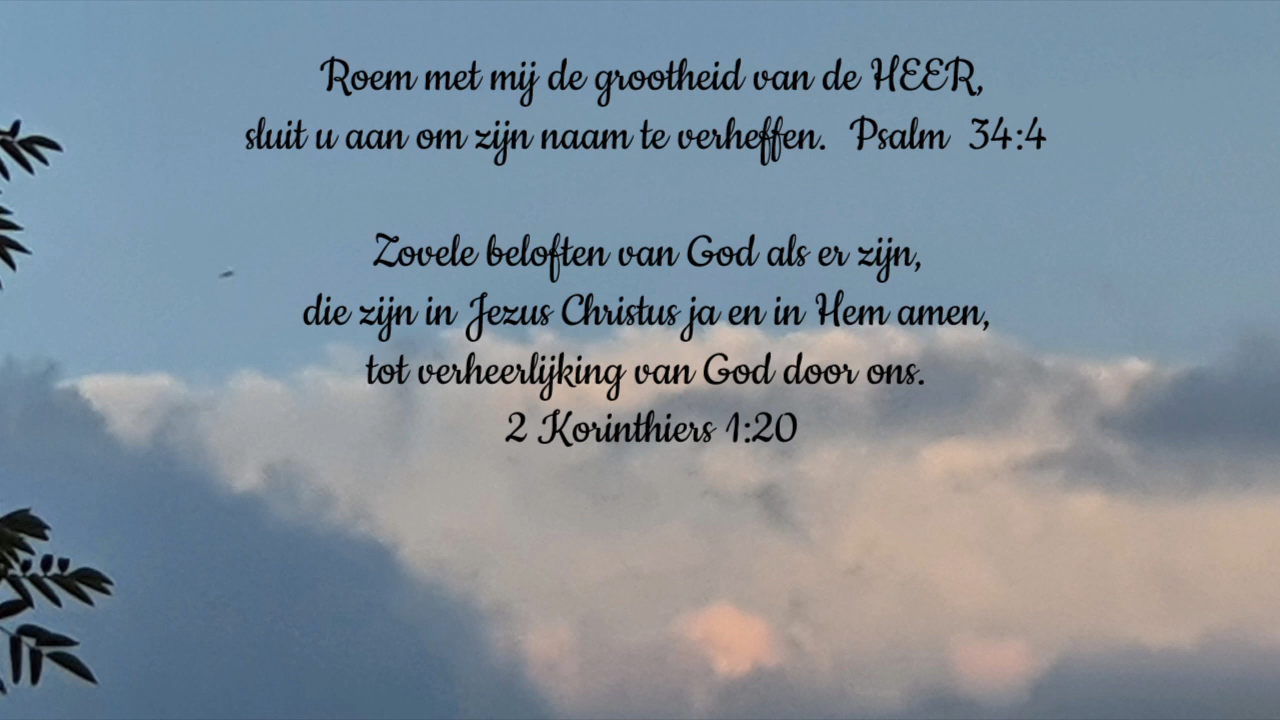 Roem met mij de grootheid van de HEER,
sluit u aan om zijn naam te verheffen. Psalm 34:4
Zovele beloften van God als er zijn,
die zijn in Jezus Christus ja en in Hem amen,
tot verheerlijking van God door ons.
2 Korinthiers 1:20